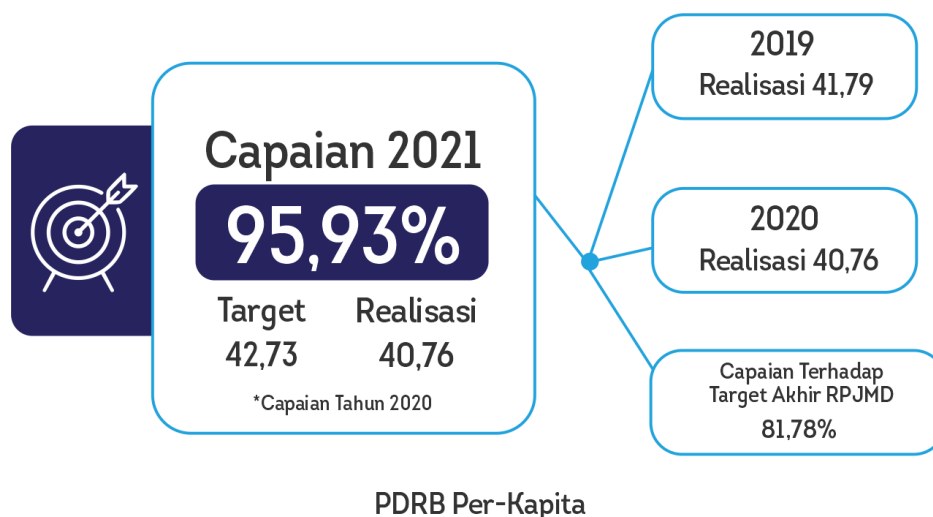 Capaian 2021
95,93%
Target
42,73
Realisasi
40,76
*Capaian Tahun 2020
2019
Realisasi 41,79
2020
Realisasi 40,76
Capaian Terhadap
Target Akhir RPJMD
81,78%
PDRB Per-Kapita